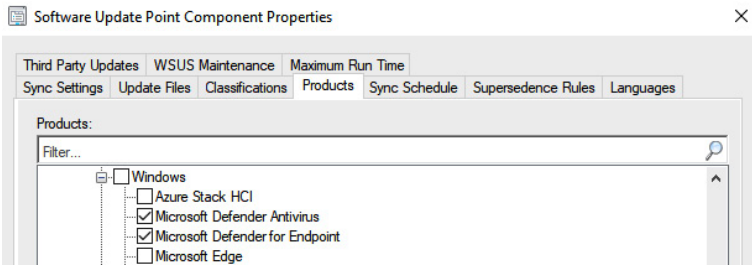 Software Update Point Component Properties
Third Party Updates WSUS Maintenance Maximum Run Time
Sync Settings Update Files Classifications Products Sync Schedule Supersedence Rules Languages
Products:
Filter...
Windows
Azure Stack HCI
Microsoft Defender Antivirus
Microsoft Defender for Endpoint
Microsoft Edge